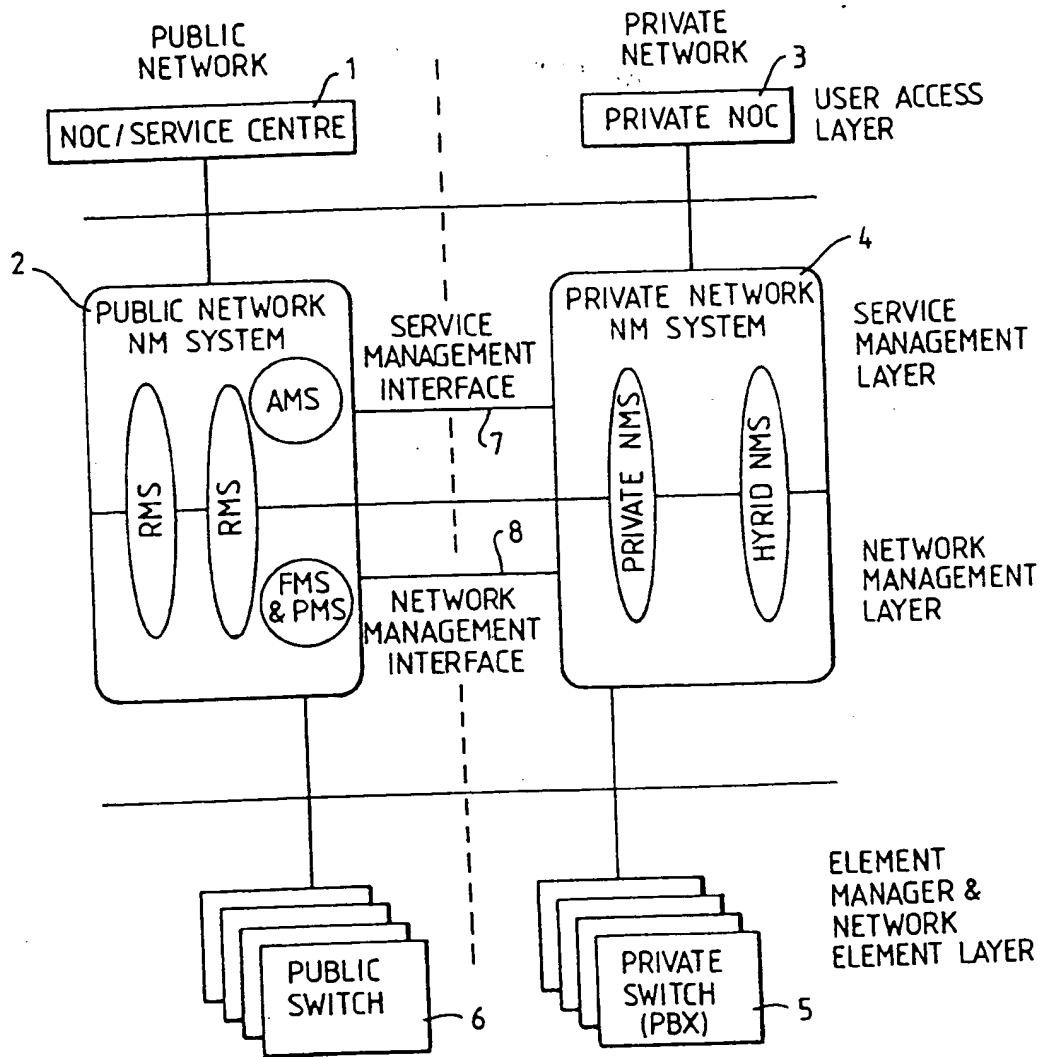 PUBLIC
NETWORK
PRIVATE
NETWORK
1
3
NOC/SERVICE CENTRE
PRIVATE NOC
USER ACCESS
LAYER
2
4
PUBLIC NETWORK
NM SYSTEM
AMS
RMS
RMS
FMS
& PMS
SERVICE
MANAGEMENT
INTERFACE
7
8
NETWORK
MANAGEMENT
INTERFACE
PRIVATE NETWORK
NM SYSTEM
PRIVATE NMS
HYRID NMS
SERVICE
MANAGEMENT
LAYER
NETWORK
MANAGEMENT
LAYER
PUBLIC
SWITCH
6
PRIVATE
SWITCH
(PBX)
5
ELEMENT
MANAGER &
NETWORK
ELEMENT LAYER